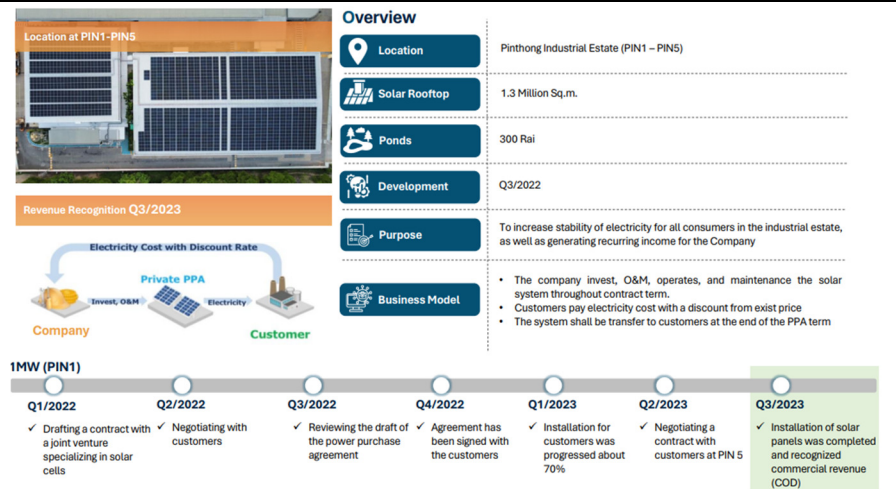 Overview
Location at PIN1-PIN5
Location
Pinthong Industrial Estate (PIN1 – PIN5)
Solar Rooftop
1.3 Million Sq.m.
Ponds
300 Rai
Development
Q3/2022
Revenue Recognition Q3/2023
Purpose
To increase stability of electricity for all consumers in the industrial estate,
as well as generating recurring income for the Company
Electricity Cost with Discount Rate
Private PPA
Invest, O&M
Electricity
Company
Customer
Business Model
• The company invest, O&M, operates, and maintenance the solar
system throughout contract term.
• Customers pay electricity cost with a discount from exist price
• The system shall be transfer to customers at the end of the PPA term
1MW (PIN1)
Q1/2022
✓ Drafting a contract with
a joint venture
specializing in solar
cells
Q2/2022
✓ Negotiating with
customers
Q3/2022
✓ Reviewing the draft of
the power purchase
agreement
Q4/2022
✓ Agreement has
been signed with
the customers
Q1/2023
✓ Installation for
customers was
progressed about
70%
Q2/2023
✓ Negotiating a
contract with
customers at PIN 5
Q3/2023
✓ Installation of solar
panels was completed
and recognized
commercial revenue
(COD)